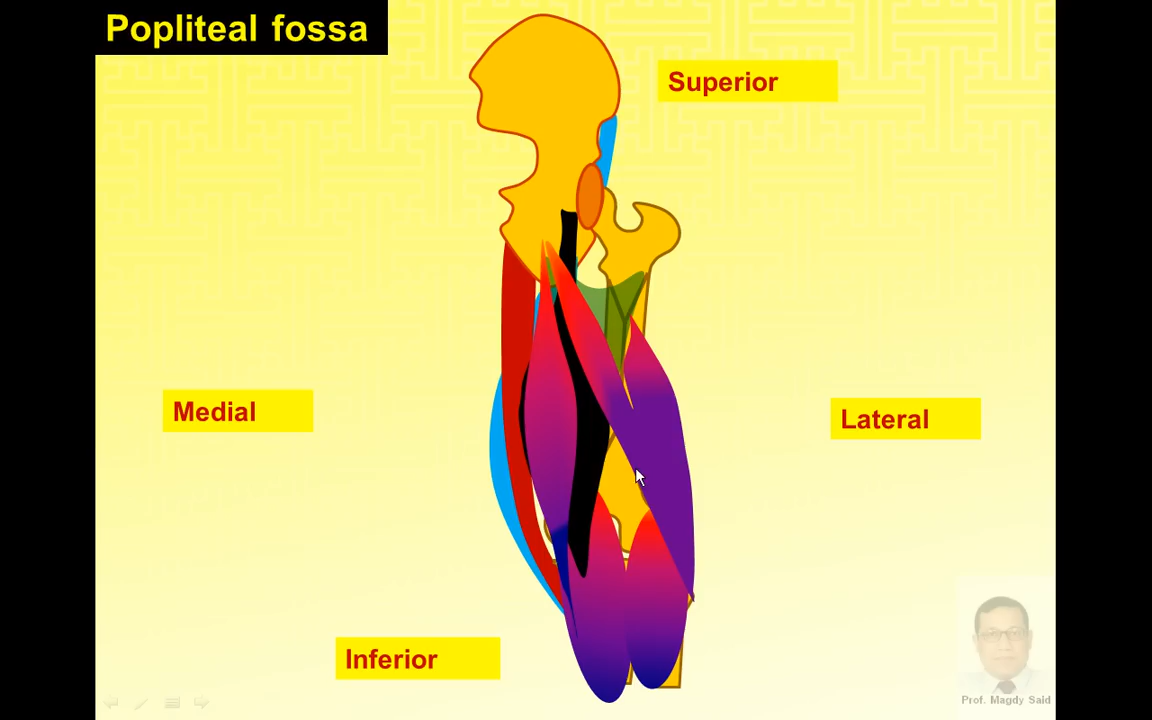 Popliteal fossa
Superior
Medial
Lateral
Inferior
Prof. Magdy Said